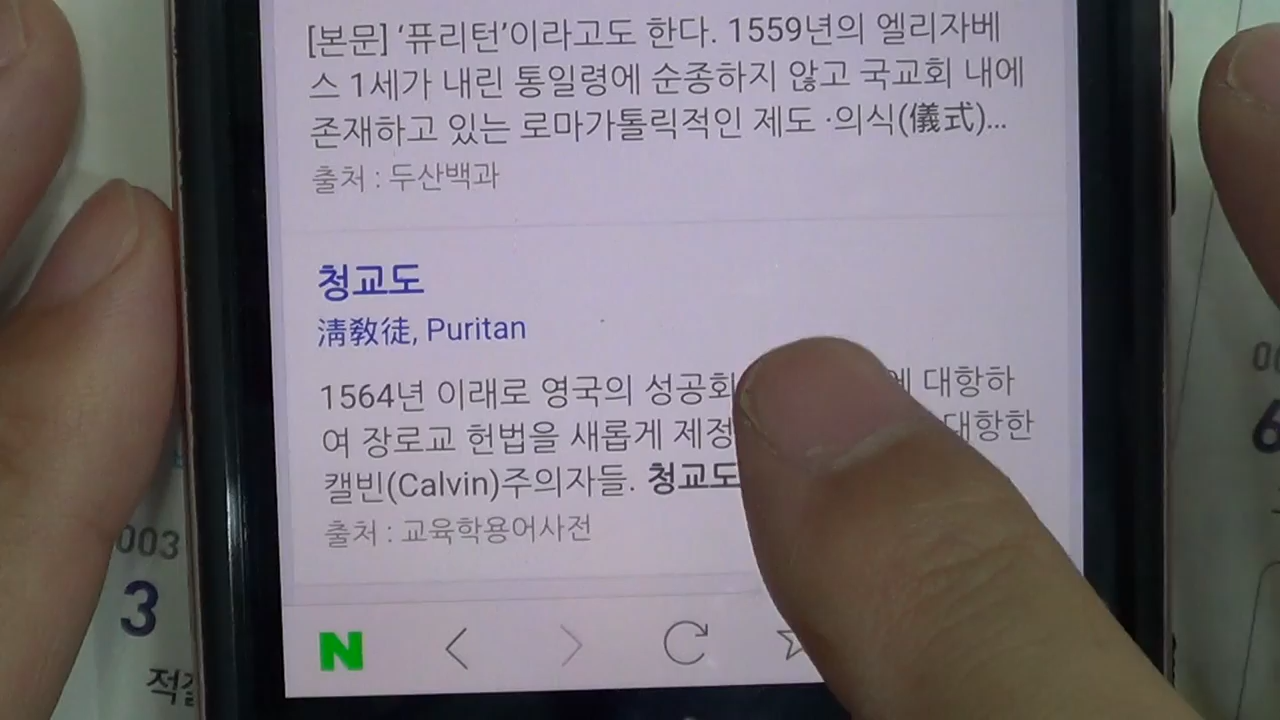 [본문] ‘퓨리턴’이라고도 한다. 1559년의 엘리자베
스 1세가 내린 통일령에 순종하지 않고 국교회 내에
존재하고 있는 로마가톨릭적인 제도 ·의식(儀式)...
출처 : 두산백과
청교도
淸敎徒, Puritan
1564년 이래로 영국의 성공회 대항하
여 장로교 헌법을 새롭게 제정 대항한
캘빈(Calvin)주의자들. 청교도
출처 : 교육학용어사전
N
003
3
6